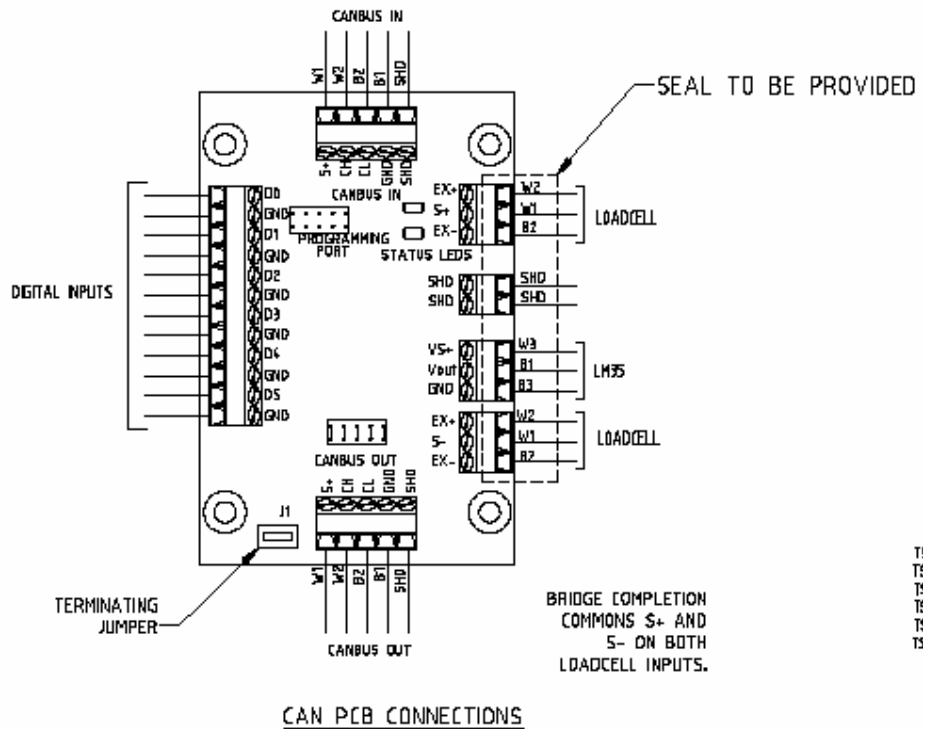 CANBUS IN
W1
W2
B2
B1
SHD
SEAL TO BE PROVIDED
S+
CH
CL
GND
SHD
CANBUS IN
DIGITAL INPUTS
D0
GND
D1
GND
D2
GND
D3
GND
D4
GND
D5
GND
PROGRAMMING
PORT
STATUS LEDS
EX+
S+
EX-
W2
W1
B2
LOADCELL
SHD
SHD
SHD
SHD
VS+
Vout
GND
W3
B1
B3
LM35
EX+
S-
EX-
W2
W1
B2
LOADCELL
CANBUS OUT
S+
CH
CL
GND
SHD
J1
W1
W2
B2
B1
SHD
TERMINATING
JUMPER
CANBUS OUT
BRIDGE COMPLETION
COMMONS S+ AND
S- ON BOTH
LOADCELL INPUTS.
CAN PCB CONNECTIONS